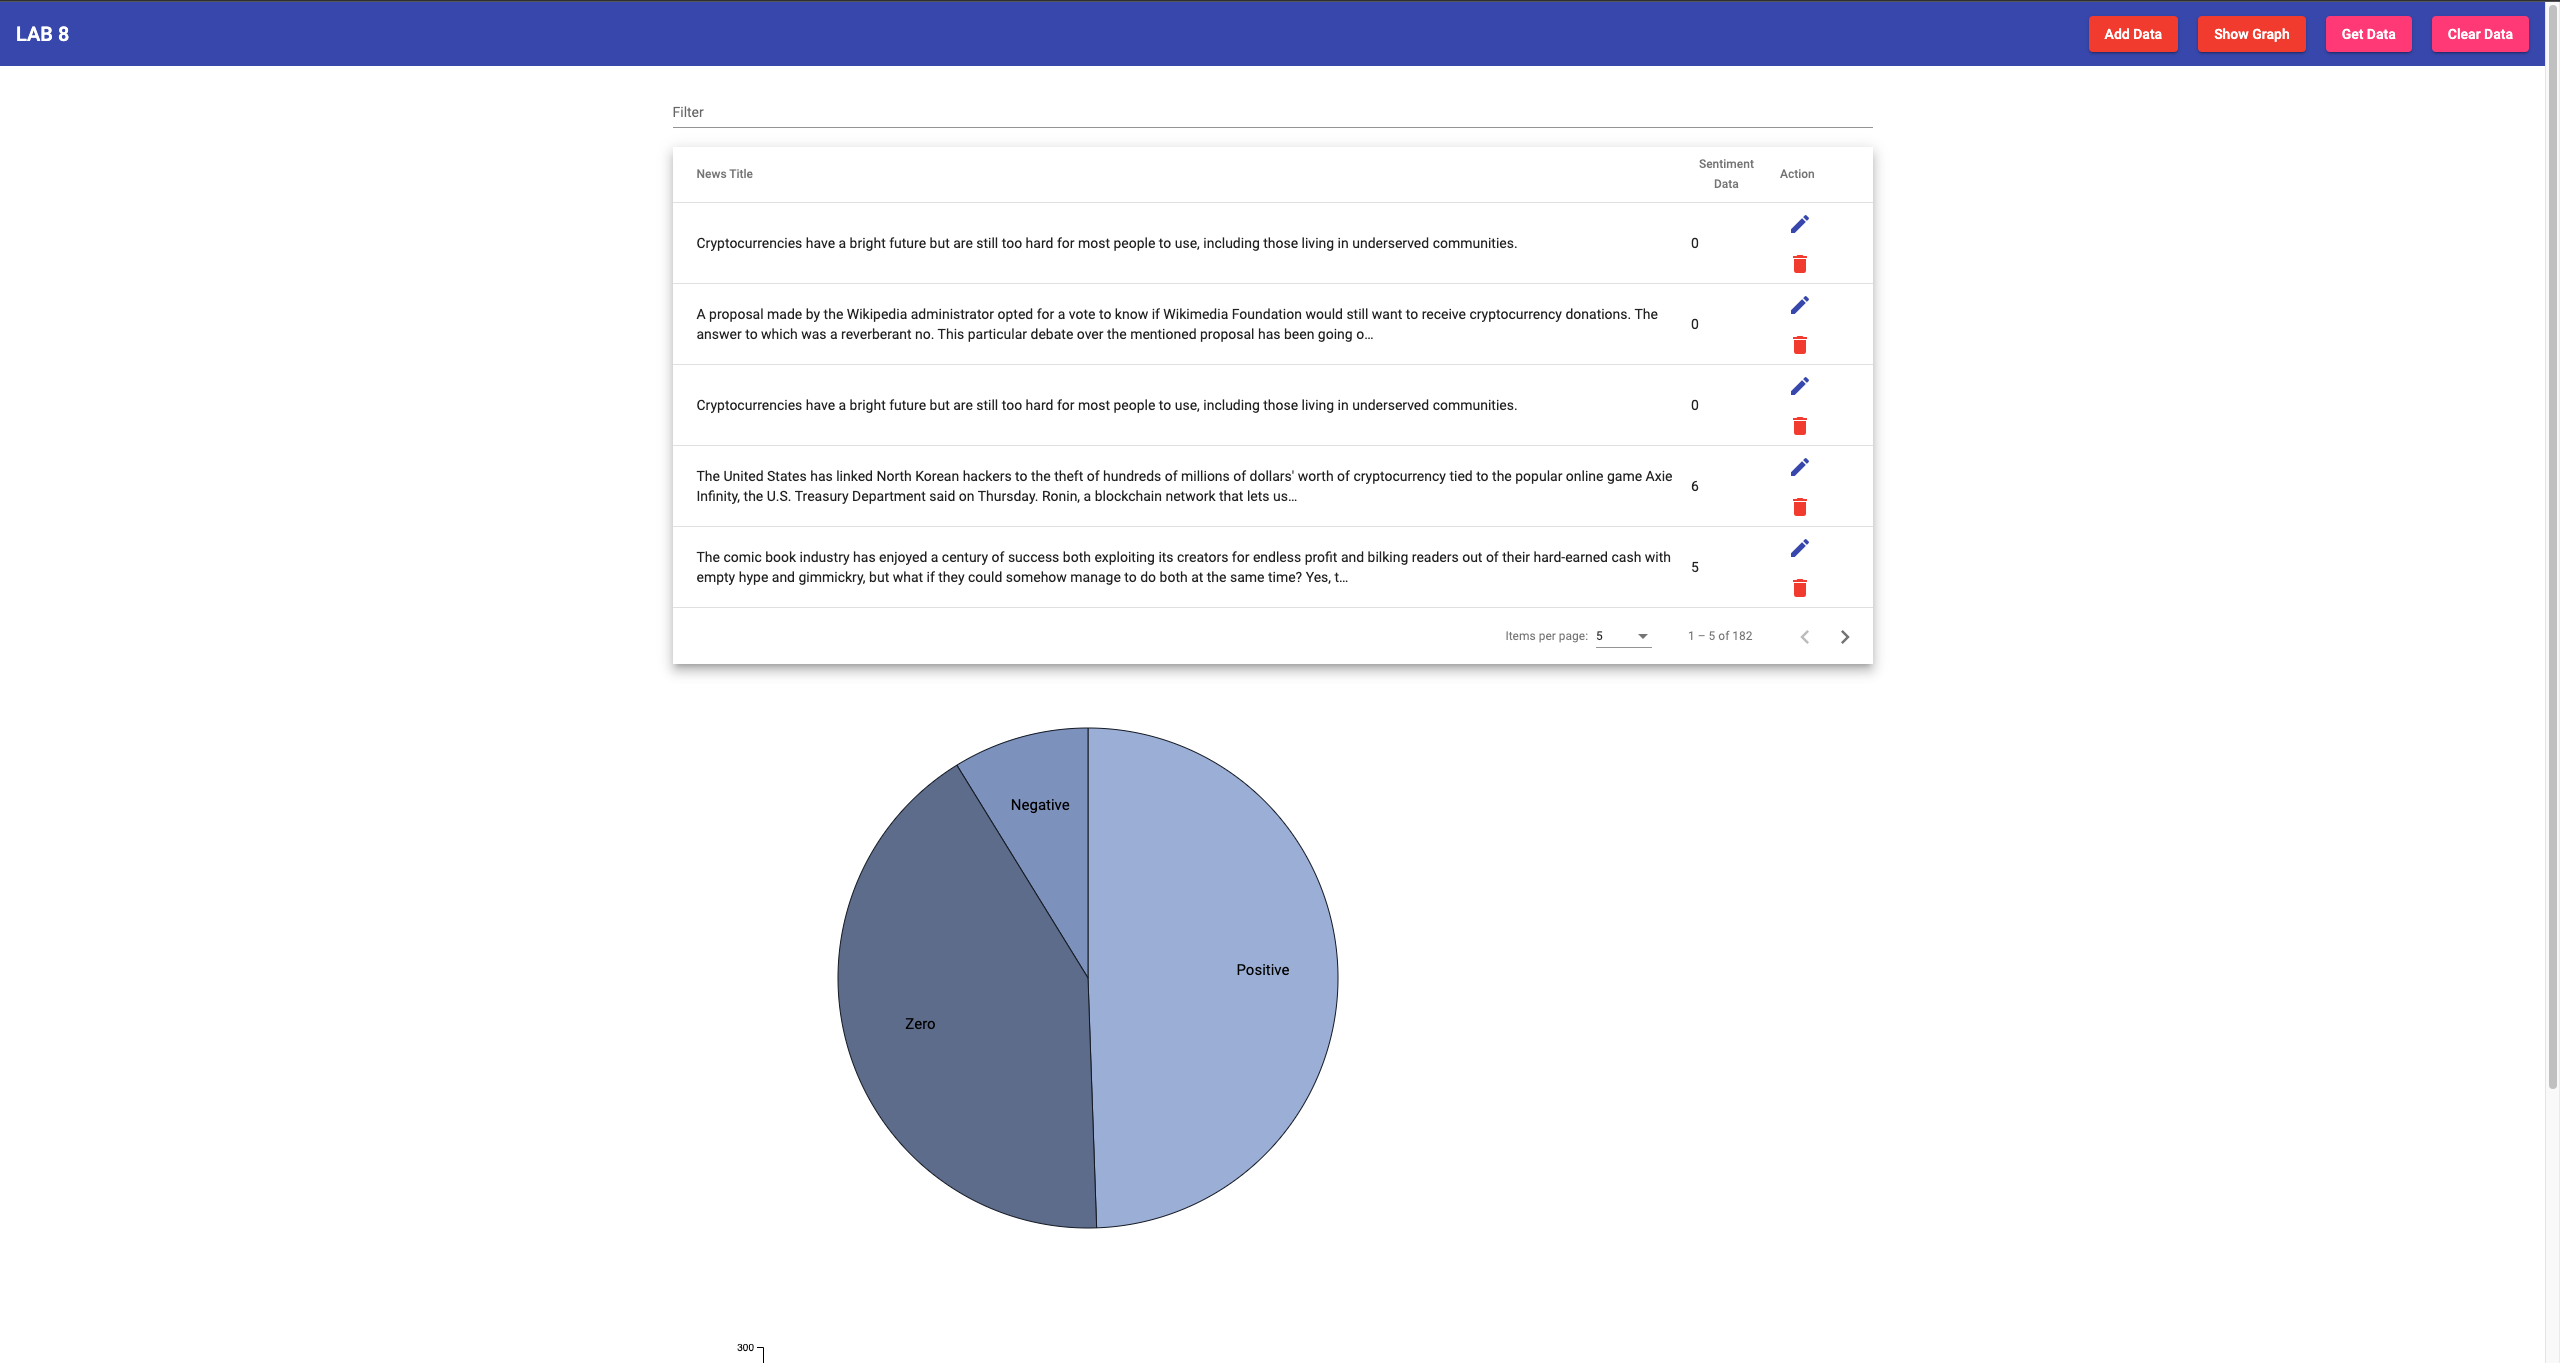 LAB 8
Add Data
Show Graph
Get Data
Clear Data
Filter
News Title
Sentiment
Data
Action
Cryptocurrencies have a bright future but are still too hard for most people to use, including those living in underserved communities.
0
A proposal made by the Wikipedia administrator opted for a vote to know if Wikimedia Foundation would still want to receive cryptocurrency donations. The
answer to which was a reverberant no. This particular debate over the mentioned proposal has been going o…
0
Cryptocurrencies have a bright future but are still too hard for most people to use, including those living in underserved communities.
0
The United States has linked North Korean hackers to the theft of hundreds of millions of dollars' worth of cryptocurrency tied to the popular online game Axie
Infinity, the U.S. Treasury Department said on Thursday. Ronin, a blockchain network that lets us…
6
The comic book industry has enjoyed a century of success both exploiting its creators for endless profit and bilking readers out of their hard-earned cash with
empty hype and gimmickry, but what if they could somehow manage to do both at the same time? Yes, t…
5
Items per page: 5
1 – 5 of 182
Negative
Positive
Zero
300